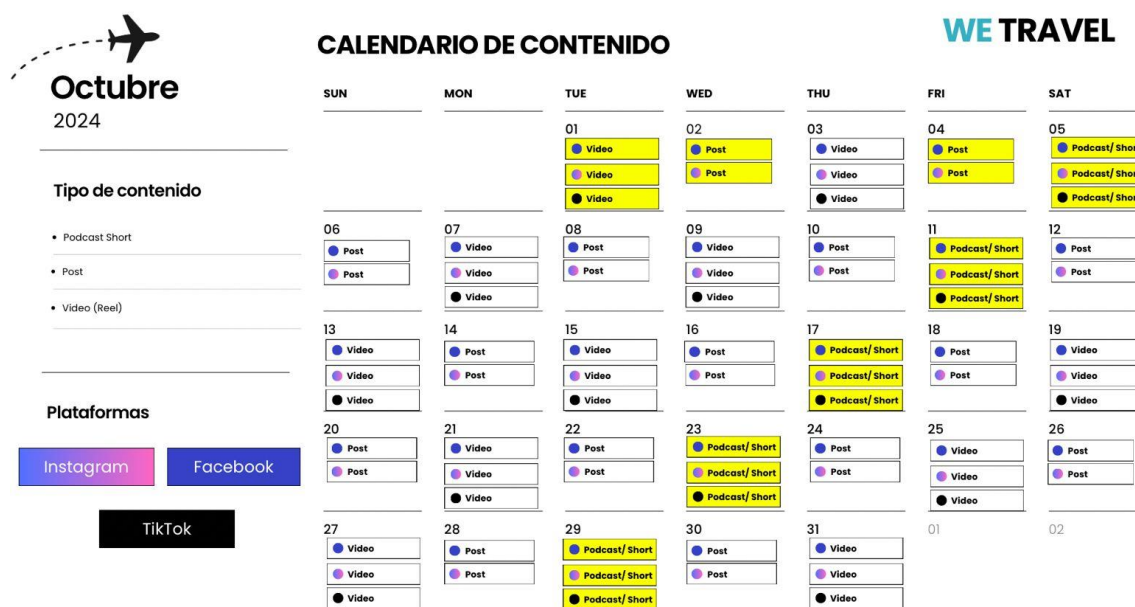 WE TRAVEL
CALENDARIO DE CONTENIDO
Octubre
2024
Tipo de contenido
• Podcast Short
• Post
• Video (Reel)
Plataformas
Instagram
Facebook
TikTok
SUN MON TUE WED THU FRI SAT
01 02 03 04 05
Video Post Video Post Podcast/ Shor
Video Post Video Post Podcast/ Shor
Video Video Podcast/ Shor
06 07 08 09 10 11 12
Post Video Post Video Post Podcast/ Short Post
Post Video Post Video Post Podcast/ Short Post
Video Video Podcast/ Short
13 14 15 16 17 18 19
Video Post Video Post Podcast/ Short Post Video
Video Post Video Post Podcast/ Short Post Video
Video Video Podcast/ Short Video
20 21 22 23 24 25 26
Post Video Post Podcast/ Short Post Video Post
Post Video Post Podcast/ Short Post Video Post
Video Podcast/ Short Video
27 28 29 30 31 01 02
Video Post Podcast/ Short Post Video
Video Post Podcast/ Short Post Video
Video Podcast/ Short Video